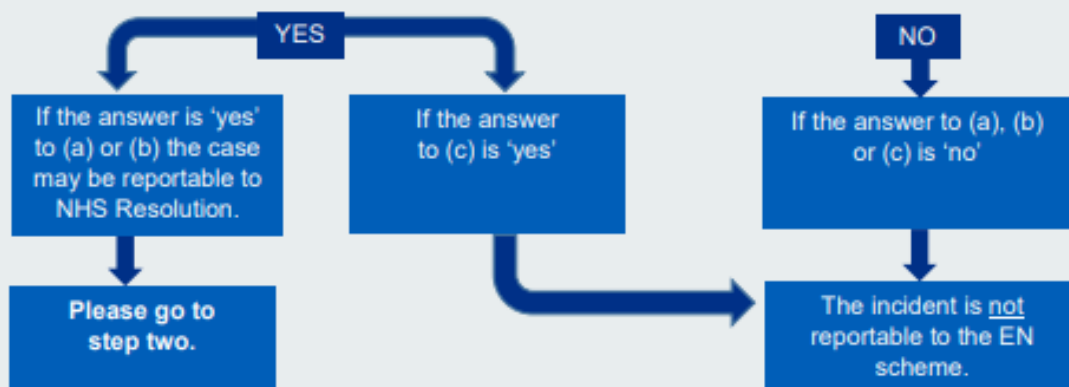 YES
NO
If the answer is ‘yes’
to (a) or (b) the case
may be reportable to
NHS Resolution.
If the answer
to (c) is ‘yes’
If the answer to (a), (b)
or (c) is ‘no’
Please go to
step two.
The incident is not
reportable to the EN
scheme.